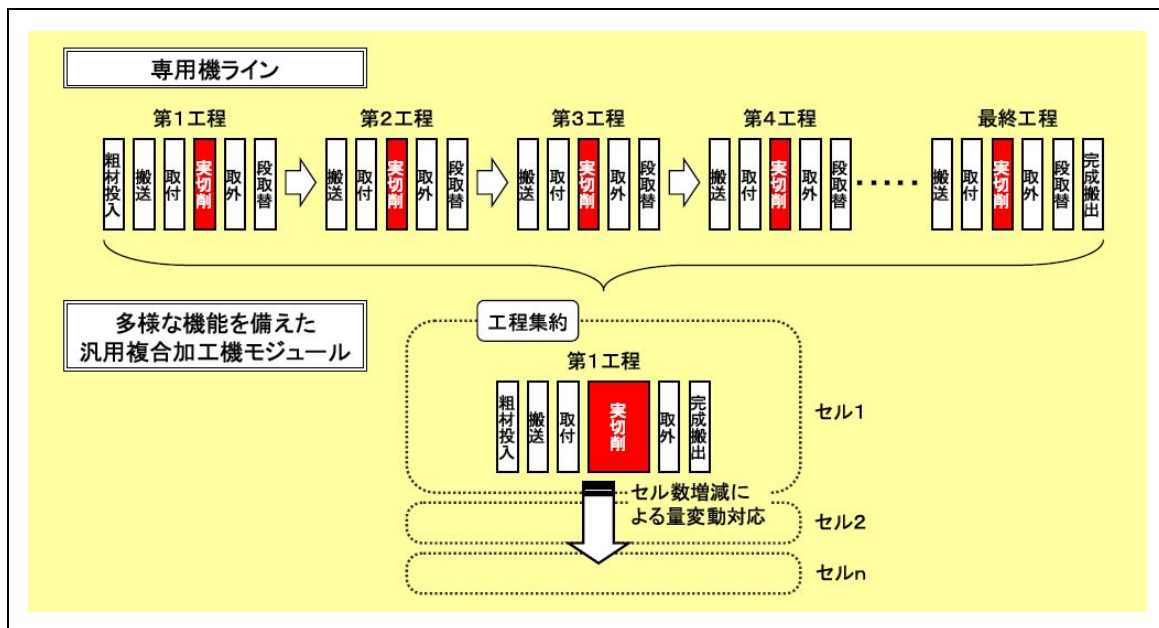 専用機ライン
第1工程
第2工程
第3工程
第4工程
最終工程
粗材投入
搬送
取付
実切削
取外
段取替
搬送
取付
実切削
取外
段取替
搬送
取付
実切削
取外
段取替
搬送
取付
実切削
取外
段取替
・・・・・
搬送
取付
実切削
取外
段取替
完成搬出
多様な機能を備えた
汎用複合加工機モジュール
工程集約
第1工程
粗材投入
搬送
取付
実切削
取外
完成搬出
セル1
セル数増減に
よる量変動対応
セル2
セルn